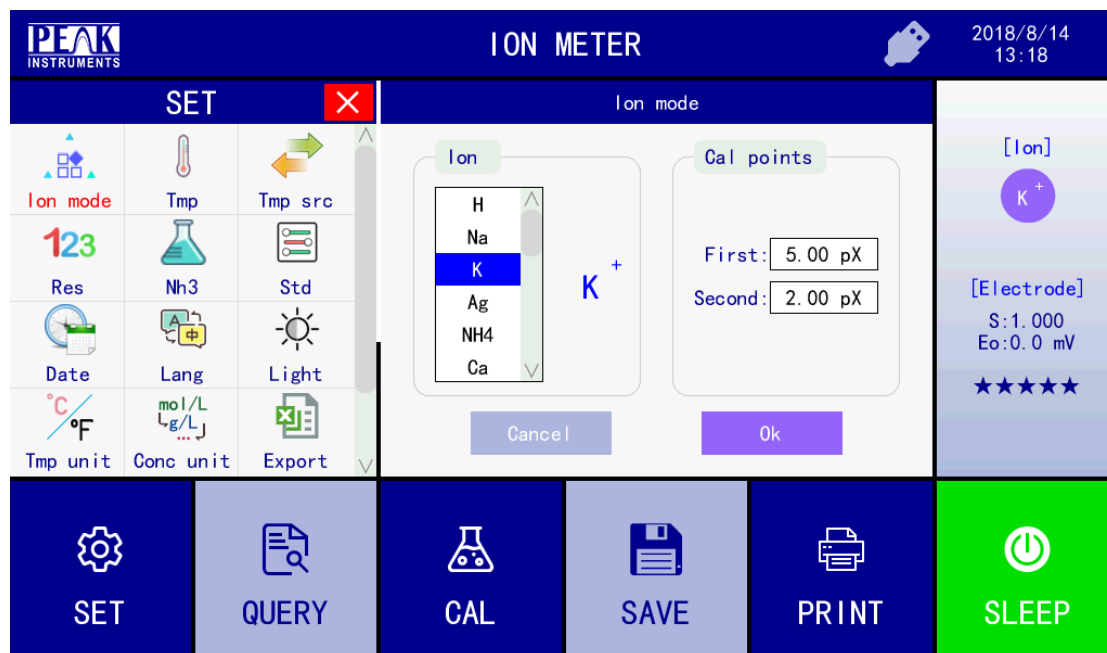 PEAK
INSTRUMENTS
ION METER
2018/8/14
13:18
SET
Ion mode
Tmp
Tmp src
123
Res
Nh3
Std
A
中
Date
Lang
Light
°C/°F
mol/L
g/L
...
Tmp unit
Conc unit
Export
Ion mode
Ion
H
Na
K
Ag
NH4
Ca
K+
Cal points
First: 5.00 pX
Second: 2.00 pX
Cancel
Ok
[Ion]
K+
[Electrode]
S:1.000
Eo:0.0 mV
★★★★★
SET
QUERY
CAL
SAVE
PRINT
SLEEP